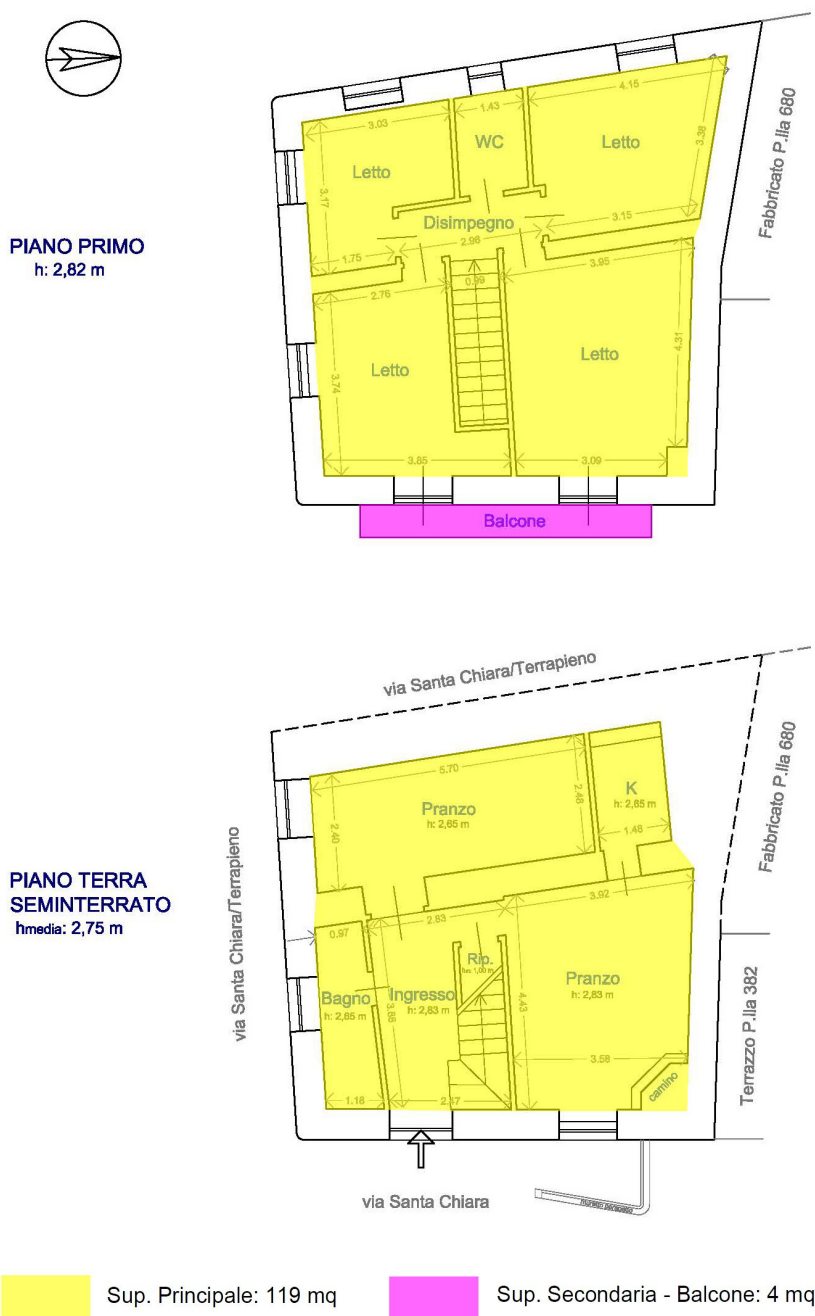 4.15
1.43
3.03
WC
Letto
Letto
3.38
Fabbricato P.lla 680
3.17
Disimpegno
3.15
2.96
PIANO PRIMO
h: 2,82 m
1.75
3.95
0.99
2.76
4.31
Letto
Letto
3.74
3.85
3.09
Balcone
via Santa Chiara/Terrapieno
Fabbricato P.lla 680
5.70
K
h: 2,65 m
2.48
Pranzo
h: 2,65 m
1.46
2.40
via Santa Chiara/Terrapieno
PIANO TERRA
SEMINTERRATO
hmedia: 2,75 m
3.92
2.83
0.97
Rip.
Pranzo
h: 2,83 m
Bagno
h: 2,65 m
Ingresso
h: 2,83 m
3.88
4.43
Terrazzo P.lla 382
3.58
camino
1.18
2.47
via Santa Chiara
Sup. Principale: 119 mq
Sup. Secondaria - Balcone: 4 mq